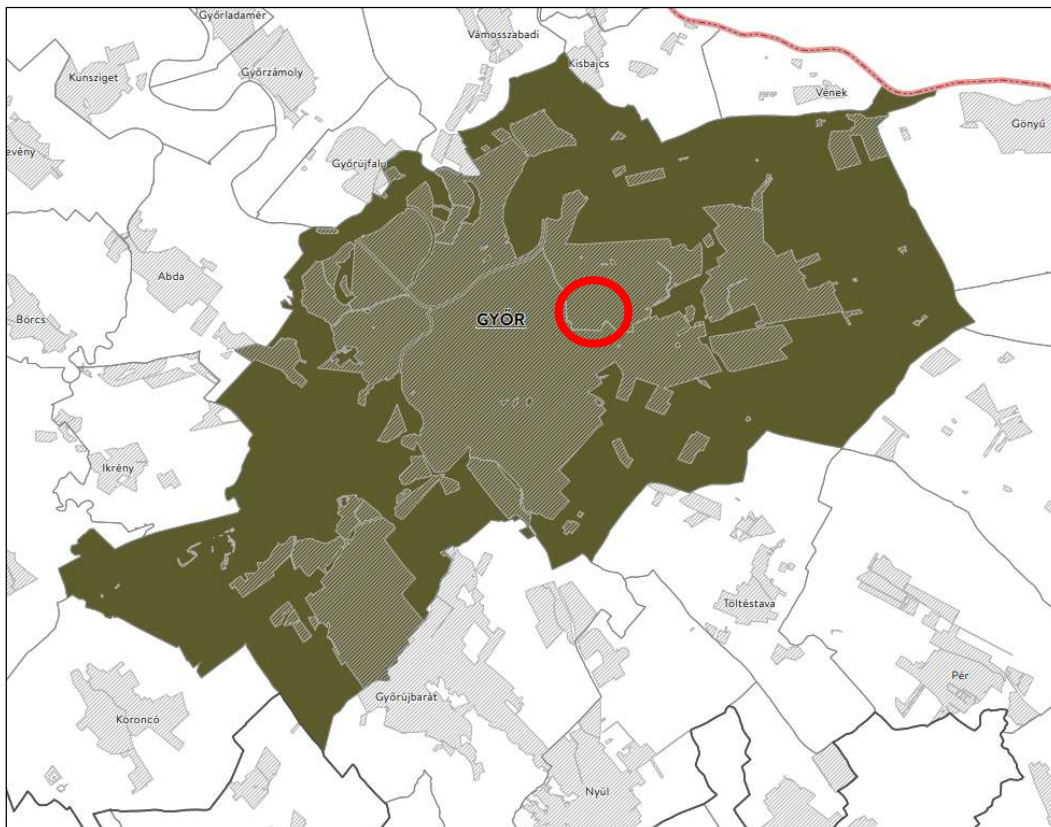 Győrladamér
Vámosszabadi
Kisbajcs
Kunsziget
Győrzámoly
Vének
Gönyű
evény
Győrújfalu
Abda
Börcs
GYŐR
Ikrény
Töltéstava
Pér
Győrújbarát
Koroncó
Nyúl